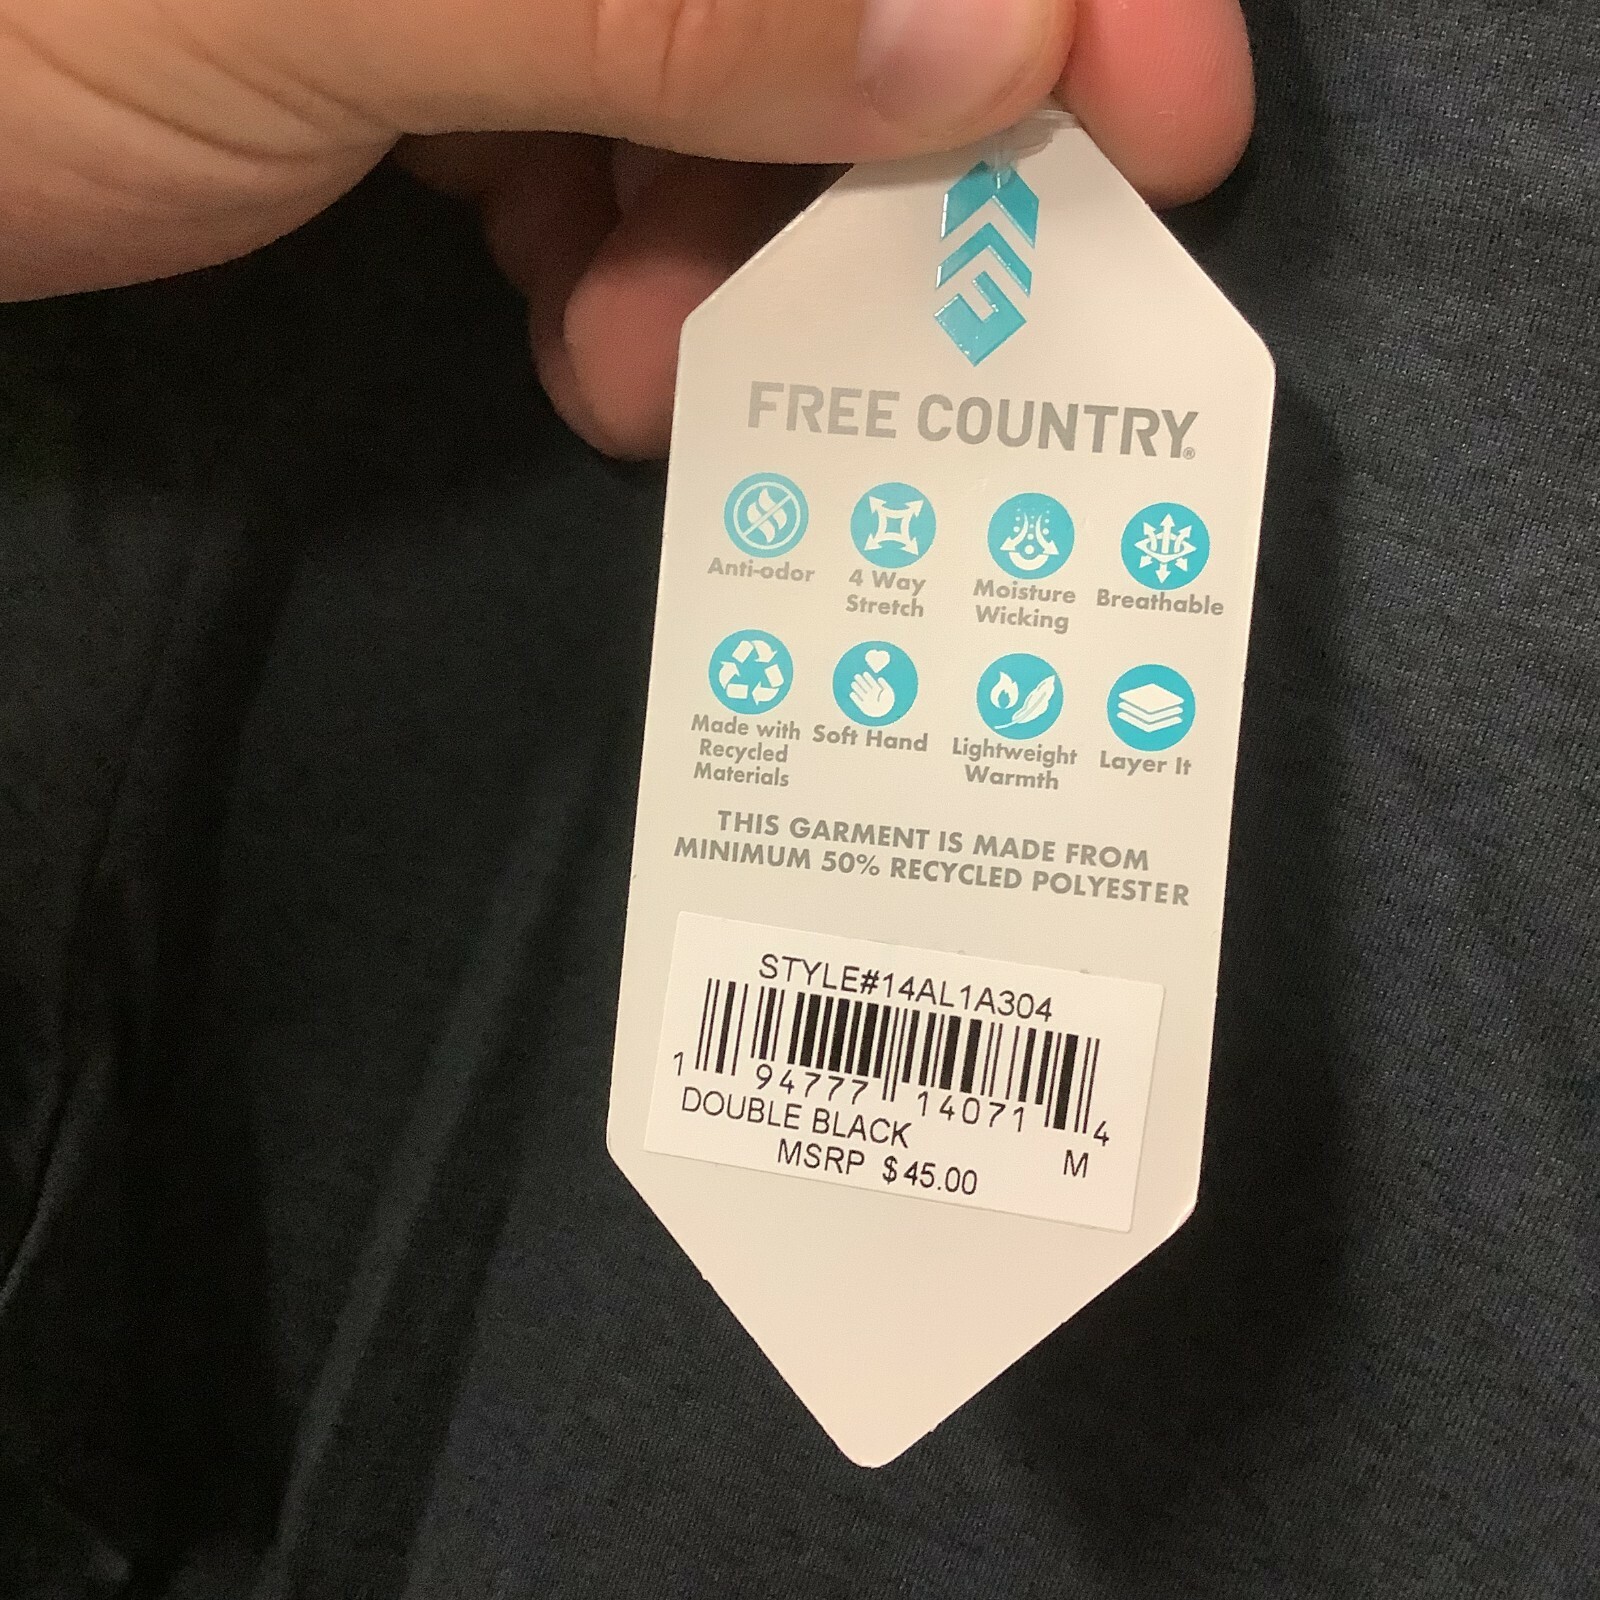 FREE COUNTRY®
Anti-odor
4 Way
Stretch
Moisture
Wicking
Breathable
Made with
Recycled
Materials
Soft Hand
Lightweight
Warmth
Layer It
THIS GARMENT IS MADE FROM
MINIMUM 50% RECYCLED POLYESTER
STYLE#14AL1A304
1 94777 14071 4
DOUBLE BLACK M
MSRP $45.00